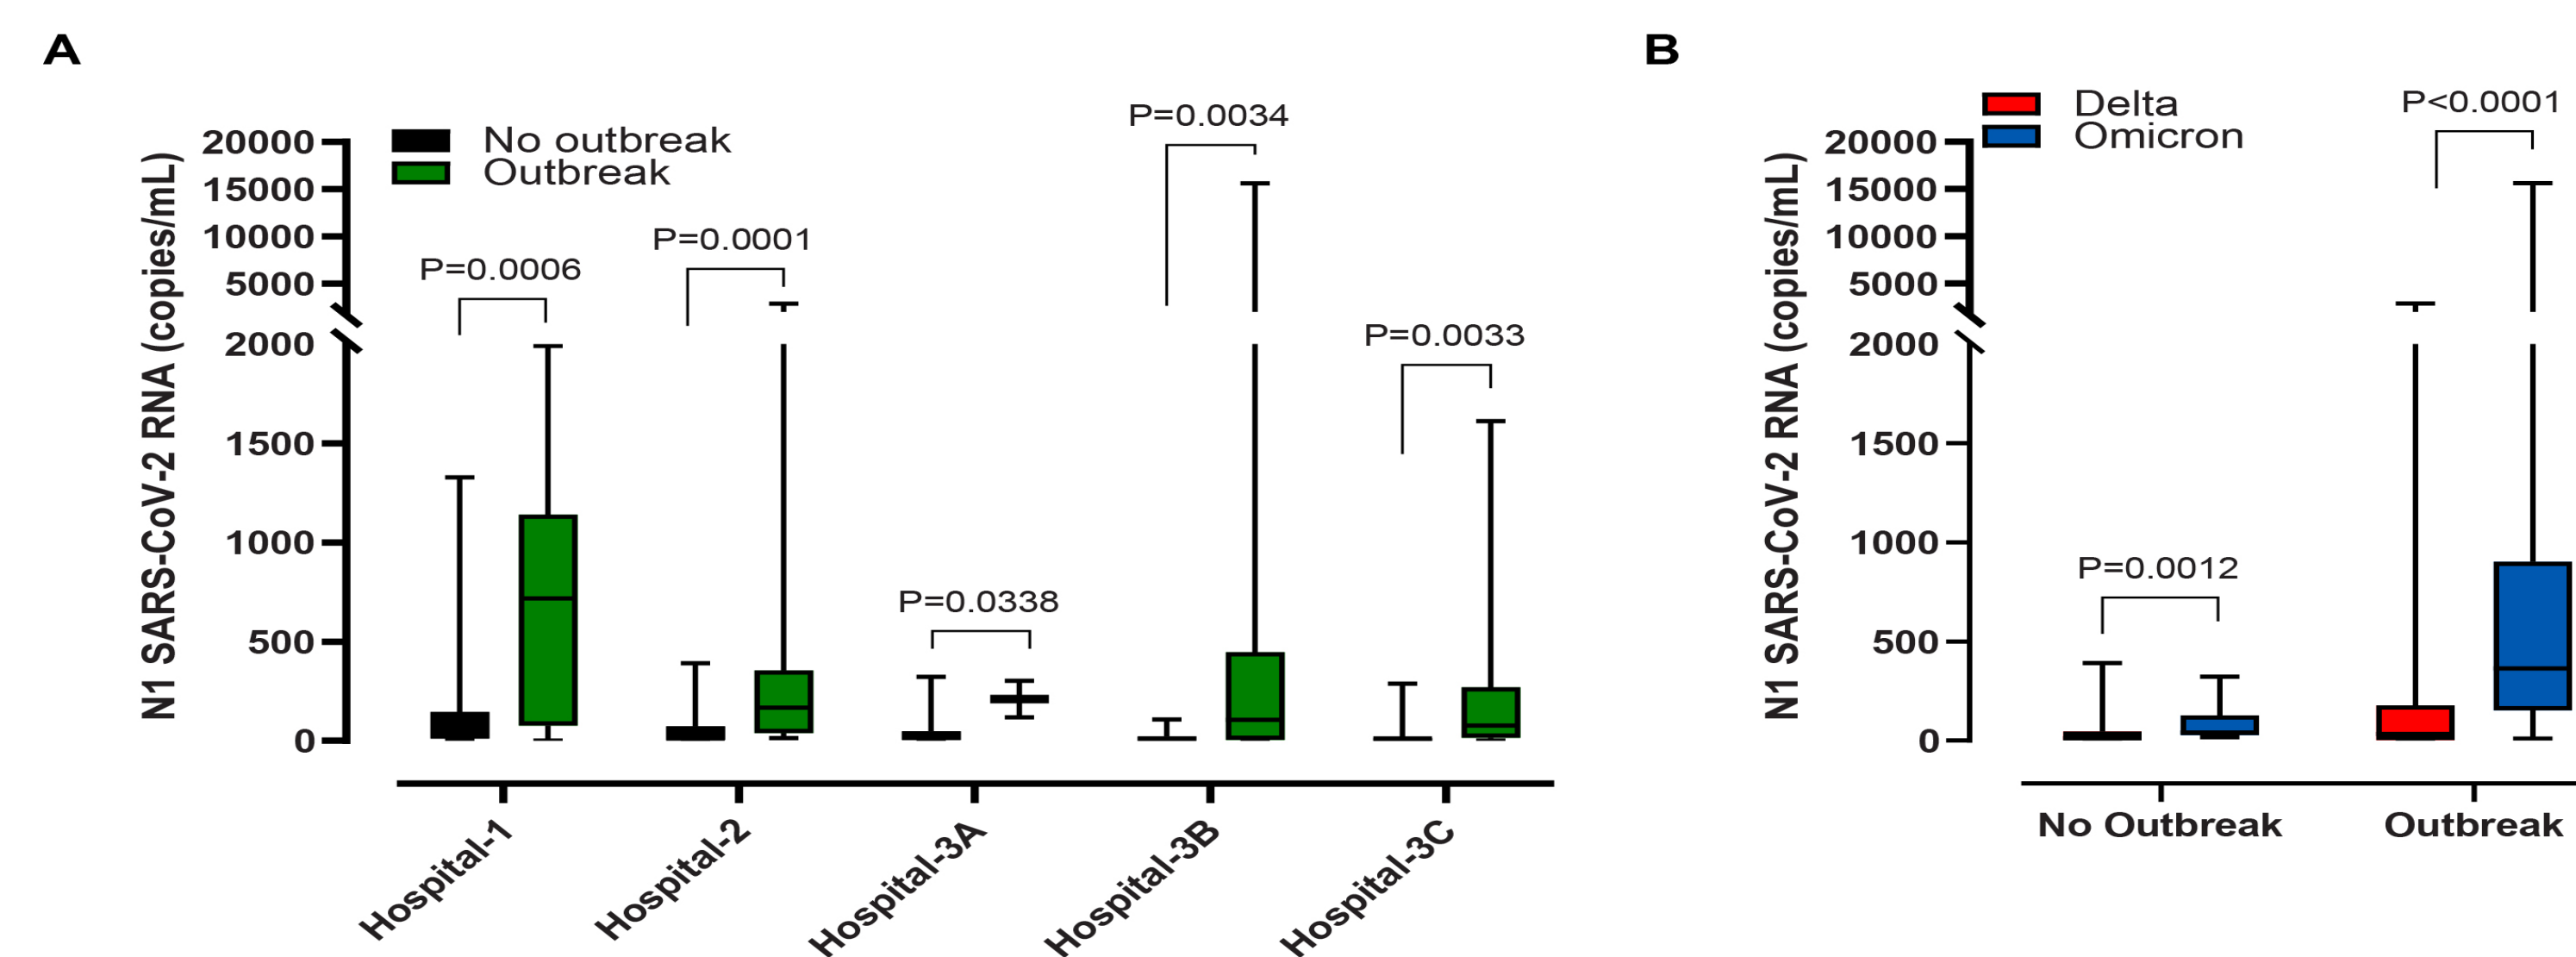 A
N1 SARS-CoV-2 RNA (copies/mL)
20000
15000
10000
5000
2000
1500
1000
500
0
No outbreak
Outbreak
P=0.0006
P=0.0001
P=0.0338
P=0.0034
P=0.0033
Hospital-1
Hospital-2
Hospital-3A
Hospital-3B
Hospital-3C
B
N1 SARS-CoV-2 RNA (copies/mL)
20000
15000
10000
5000
2000
1500
1000
500
0
Delta
Omicron
P=0.0012
P<0.0001
No Outbreak
Outbreak